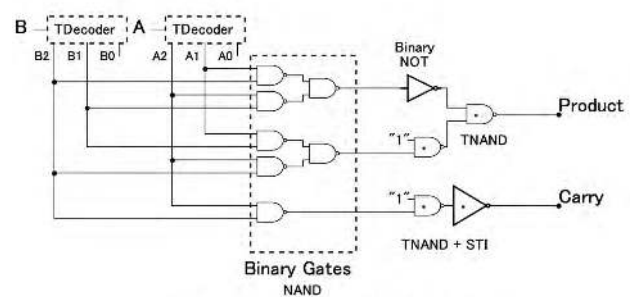 B TDecoder A TDecoder
B2 B1 B0 A2 A1 A0
Binary
NOT
Product
"1"
TNAND
"1"
Carry
TNAND + STI
Binary Gates
NAND